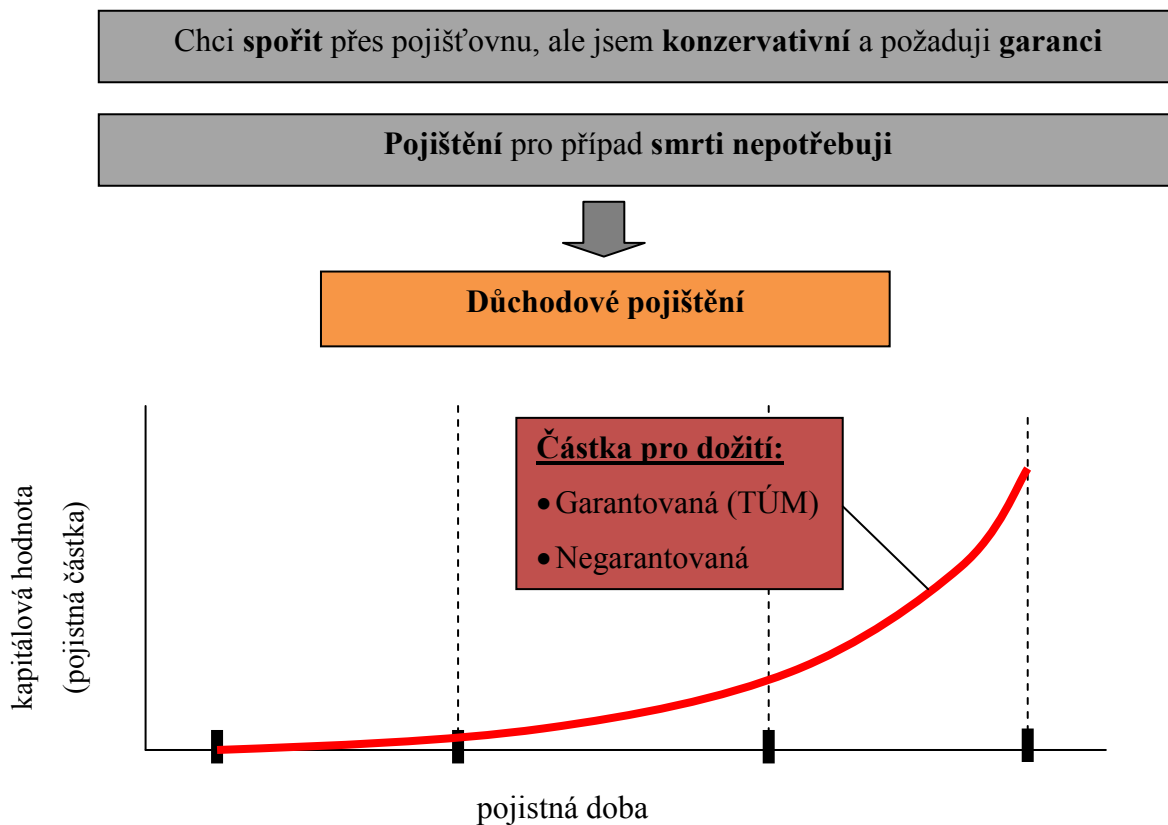 Chci spořit přes pojišťovnu, ale jsem konzervativní a požaduji garanci
Pojištění pro případ smrti nepotřebuji
Důchodové pojištění
Částka pro dožití:
• Garantovaná (TÚM)
• Negarantovaná
kapitálová hodnota
(pojistná částka)
pojistná doba